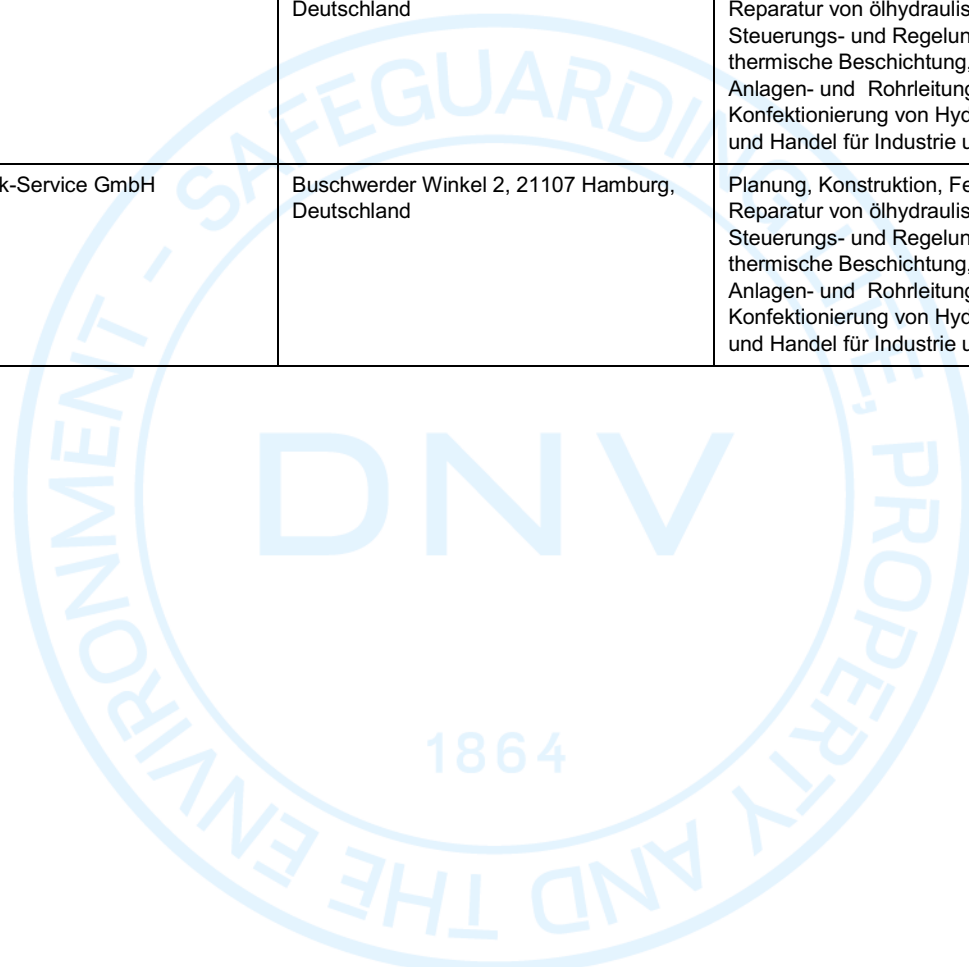 Deutschland
Reparatur von ölhydraulis
Steuerungs- und Regelun
thermische Beschichtung,
Anlagen- und Rohrleitung
Konfektionierung von Hyd
und Handel für Industrie u
k-Service GmbH
Buschwerder Winkel 2, 21107 Hamburg,
Deutschland
Planung, Konstruktion, Fe
Reparatur von ölhydraulis
Steuerungs- und Regelun
thermische Beschichtung,
Anlagen- und Rohrleitung
Konfektionierung von Hyd
und Handel für Industrie u
SAFEGUARDING LIFE, PROPERTY AND THE ENVIRONMENT -
DNV
1864